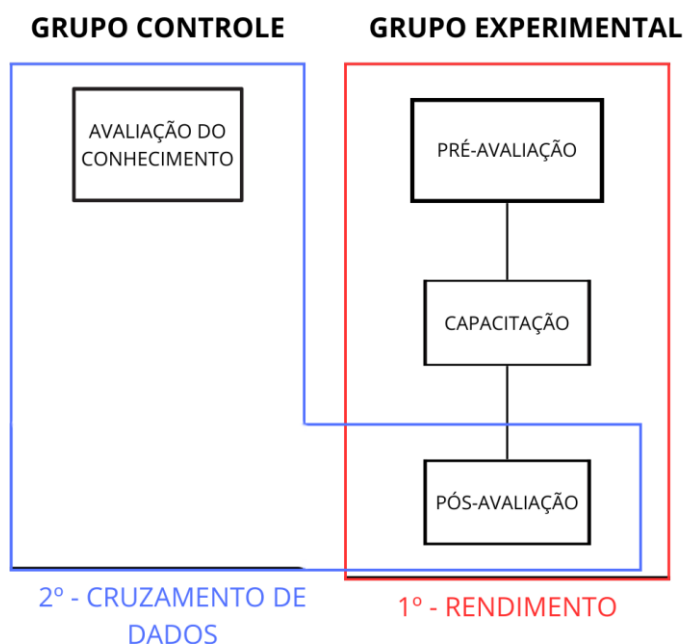 GRUPO CONTROLE
AVALIAÇÃO DO
CONHECIMENTO
2º - CRUZAMENTO DE
DADOS
GRUPO EXPERIMENTAL
PRÉ-AVALIAÇÃO
CAPACITAÇÃO
PÓS-AVALIAÇÃO
1º - RENDIMENTO